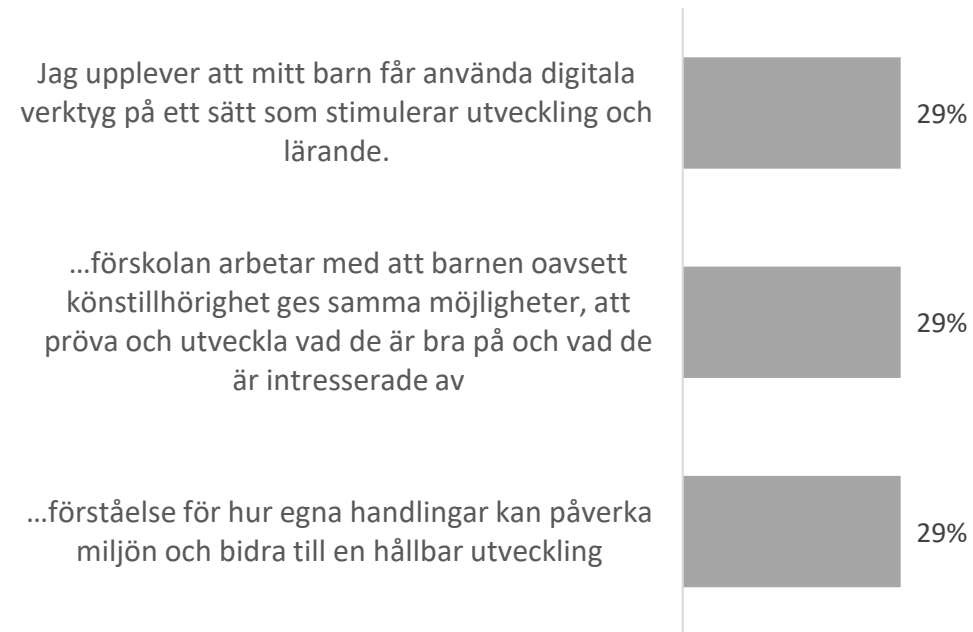 Jag upplever att mitt barn får använda digitala
verktyg på ett sätt som stimulerar utveckling och
lärande.
29%
…förskolan arbetar med att barnen oavsett
könstillhörighet ges samma möjligheter, att
pröva och utveckla vad de är bra på och vad de
är intresserade av
29%
…förståelse för hur egna handlingar kan påverka
miljön och bidra till en hållbar utveckling
29%